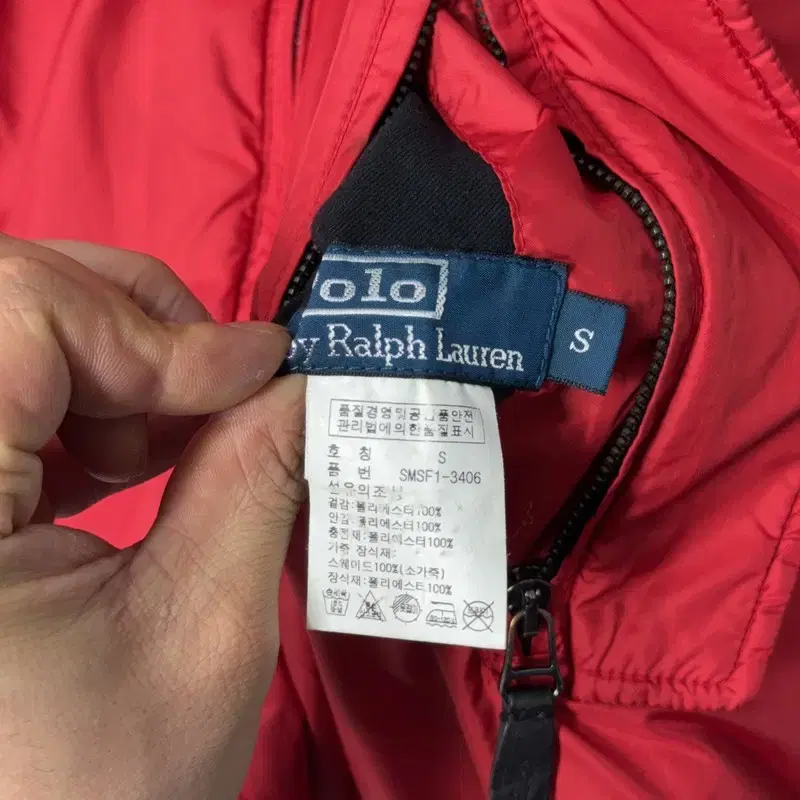 Polo
by Ralph Lauren
S
품질경영및공산품안전
관리법에의한품질표시
호 칭 S
품 번 SMSF1-3406
섬유의조성
겉감:폴리에스터100%
안감:폴리에스터100%
충전재:폴리에스터100%
가죽 장식재:
스웨이드100%(소가죽)
장식재:폴리에스터100%